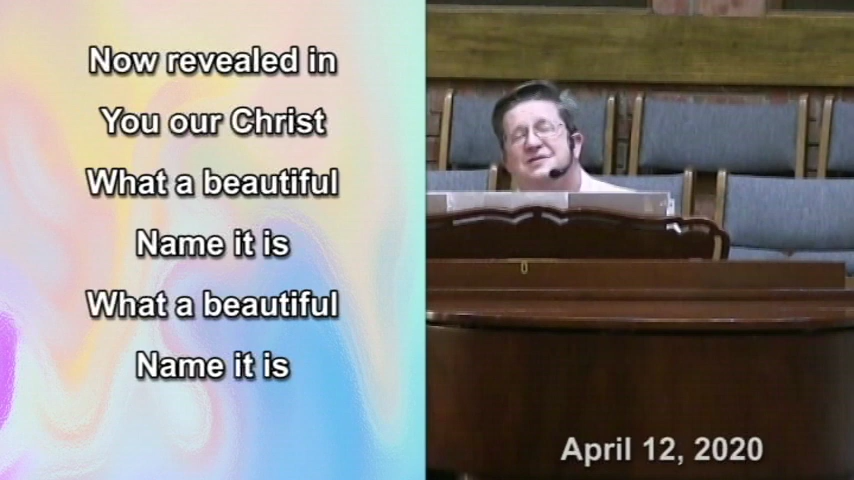 Now revealed in
You our Christ
What a beautiful
Name it is
What a beautiful
Name it is
April 12, 2020